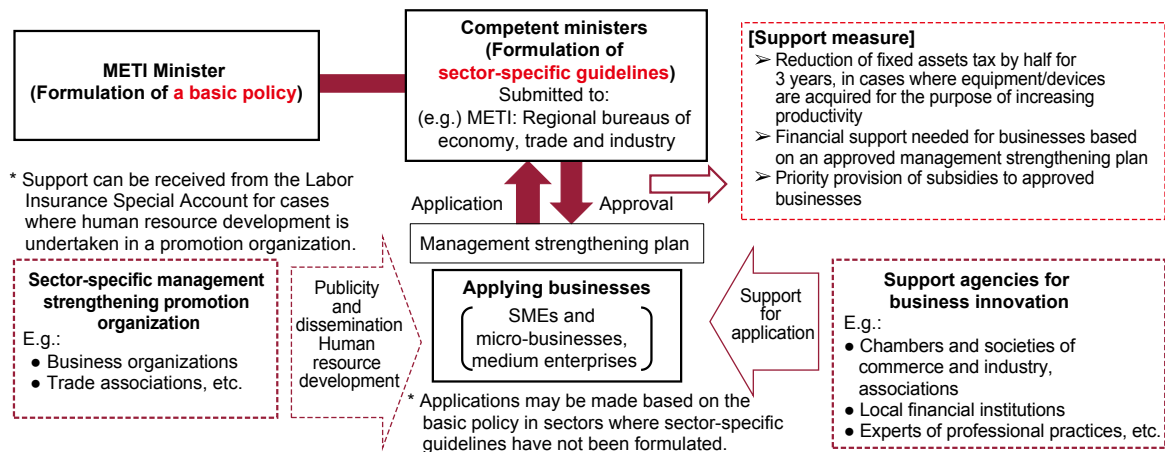 METI Minister
(Formulation of a basic policy)
Competent ministers
(Formulation of
sector-specific guidelines)
Submitted to:
(e.g.) METI: Regional bureaus of
economy, trade and industry
[Support measure]
➢ Reduction of fixed assets tax by half for
3 years, in cases where equipment/devices
are acquired for the purpose of increasing
productivity
➢ Financial support needed for businesses based
on an approved management strengthening plan
➢ Priority provision of subsidies to approved
businesses
* Support can be received from the Labor
Insurance Special Account for cases
where human resource development is
undertaken in a promotion organization.
Application
Approval
Management strengthening plan
Sector-specific management
strengthening promotion
organization
E.g.:
● Business organizations
● Trade associations, etc.
Publicity
and
dissemination
Human
resource
development
Applying businesses
SMEs and
micro-businesses,
medium enterprises
* Applications may be made based on the
basic policy in sectors where sector-specific
guidelines have not been formulated.
Support
for
application
Support agencies for
business innovation
E.g.:
● Chambers and societies of
commerce and industry,
associations
● Local financial institutions
● Experts of professional practices, etc.